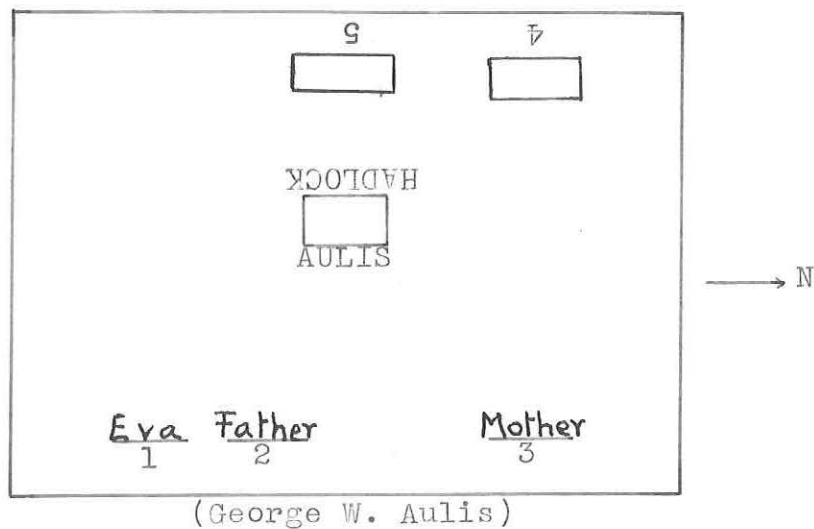 5 4
HADLOCK
AULIS
N
Eva Father Mother
1 2 3
(George W. Aulis)